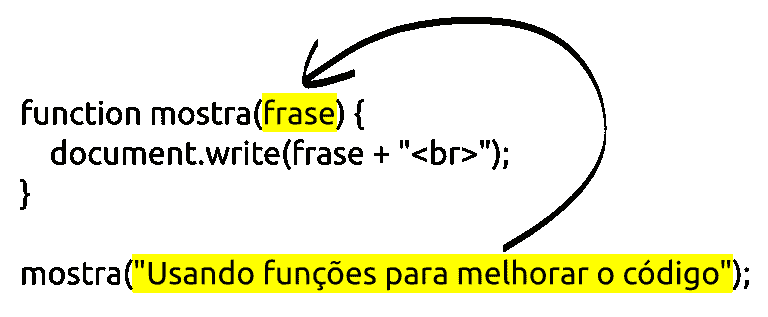 function mostra(frase) {
    document.write(frase + "<br>");
}
mostra("Usando funções para melhorar o código");